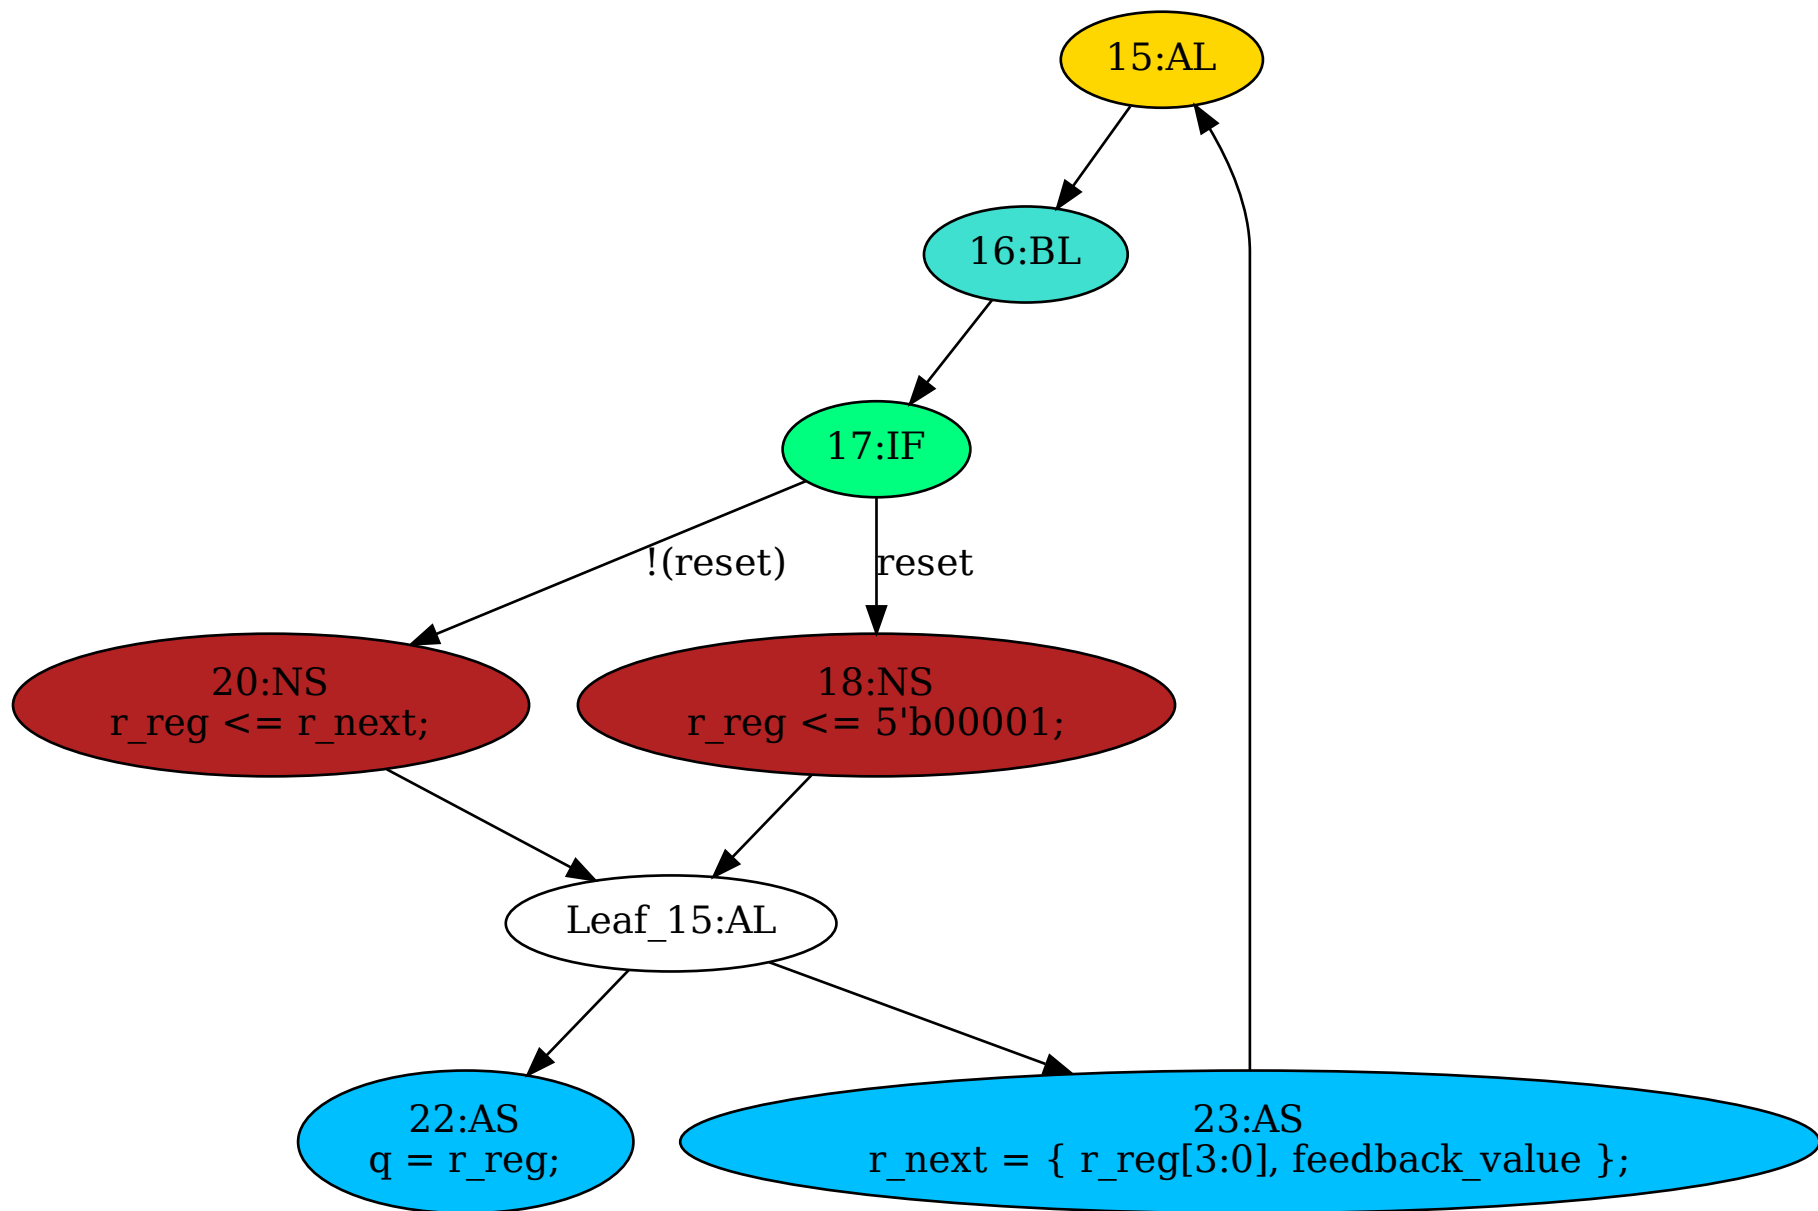 15:AL
16:BL
17:IF
!(reset)
reset
20:NS
r_reg <= r_next;
18:NS
r_reg <= 5'b00001;
Leaf_15:AL
22:AS
q = r_reg;
23:AS
r_next = { r_reg[3:0], feedback_value };